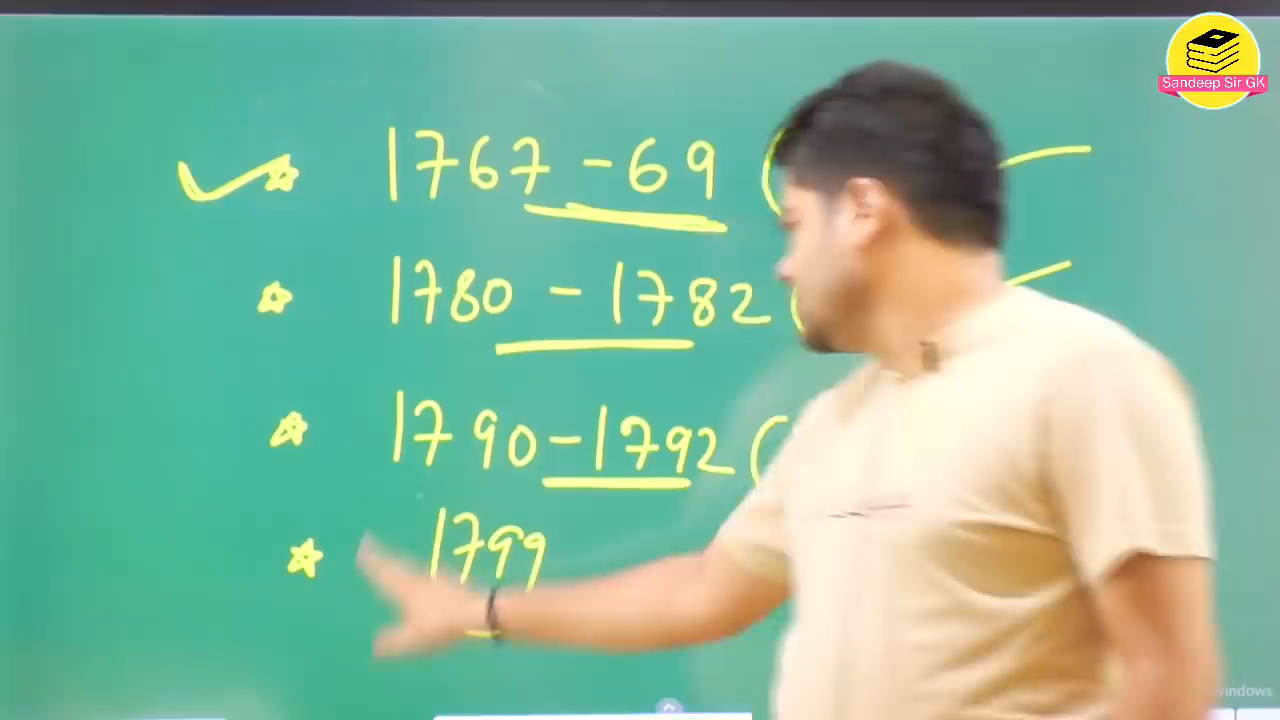 Sandeep Sir GK
1767 - 69 (
1780 - 1782 (
1790 - 1792 (
1799